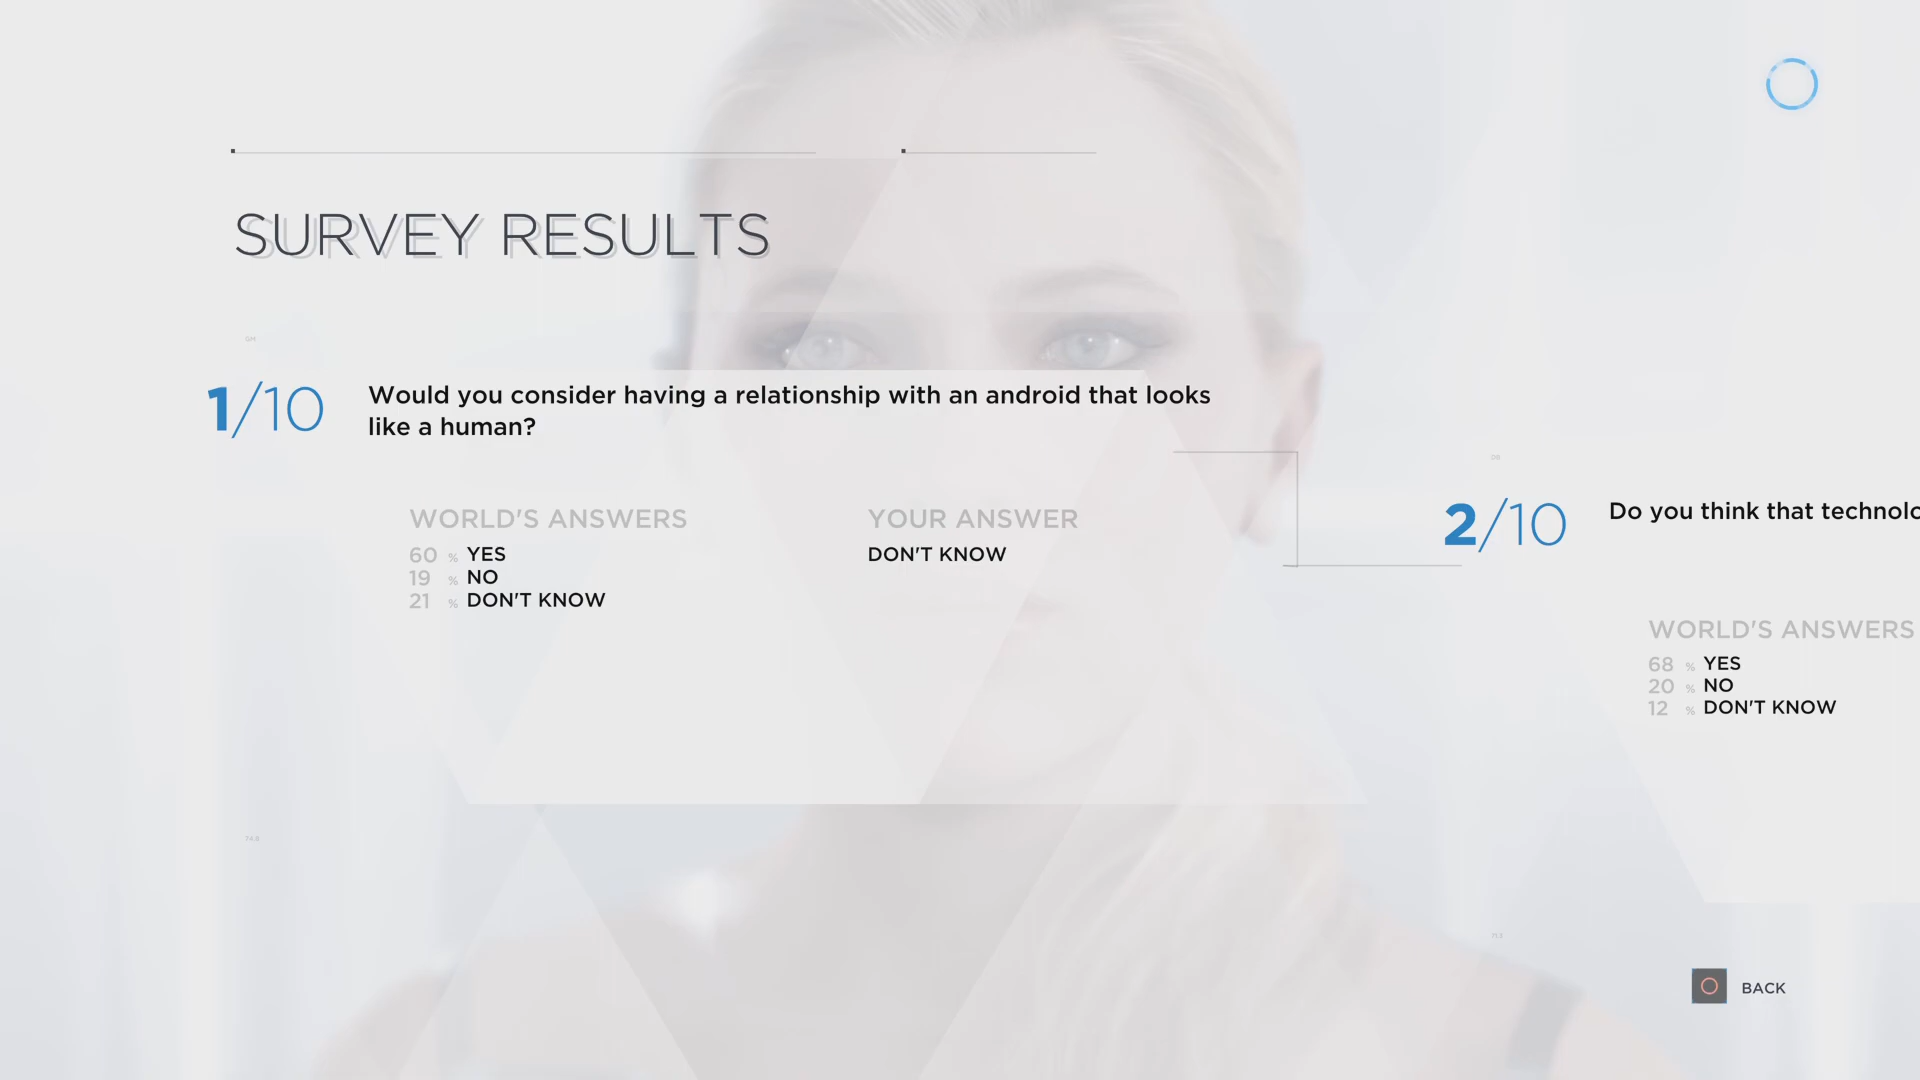 SURVEY RESULTS
1/10
Would you consider having a relationship with an android that looks
like a human?
WORLD'S ANSWERS
60 % YES
19 % NO
21 % DON'T KNOW
YOUR ANSWER
DON'T KNOW
2/10
Do you think that technolo
WORLD'S ANSWERS
68 % YES
20 % NO
12 % DON'T KNOW
BACK